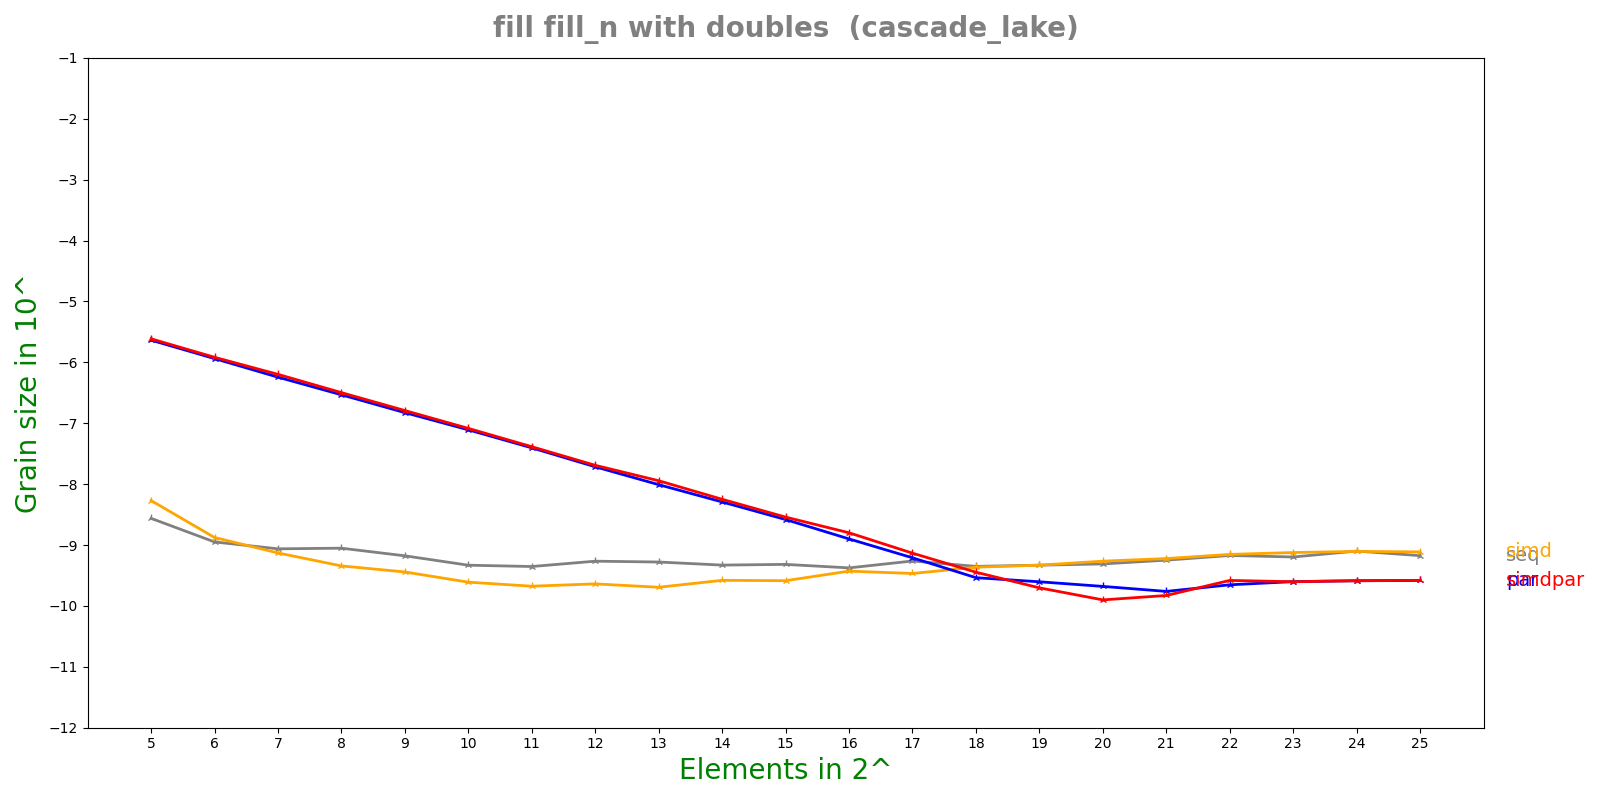 fill fill_n with doubles  (cascade_lake)
−1
−2
−3
−4
−5
−6
−7
−8
−9
−10
−11
−12
Grain size in 10^
5 6 7 8 9 10 11 12 13 14 15 16 17 18 19 20 21 22 23 24 25
Elements in 2^
simd
seq
par
simdpar